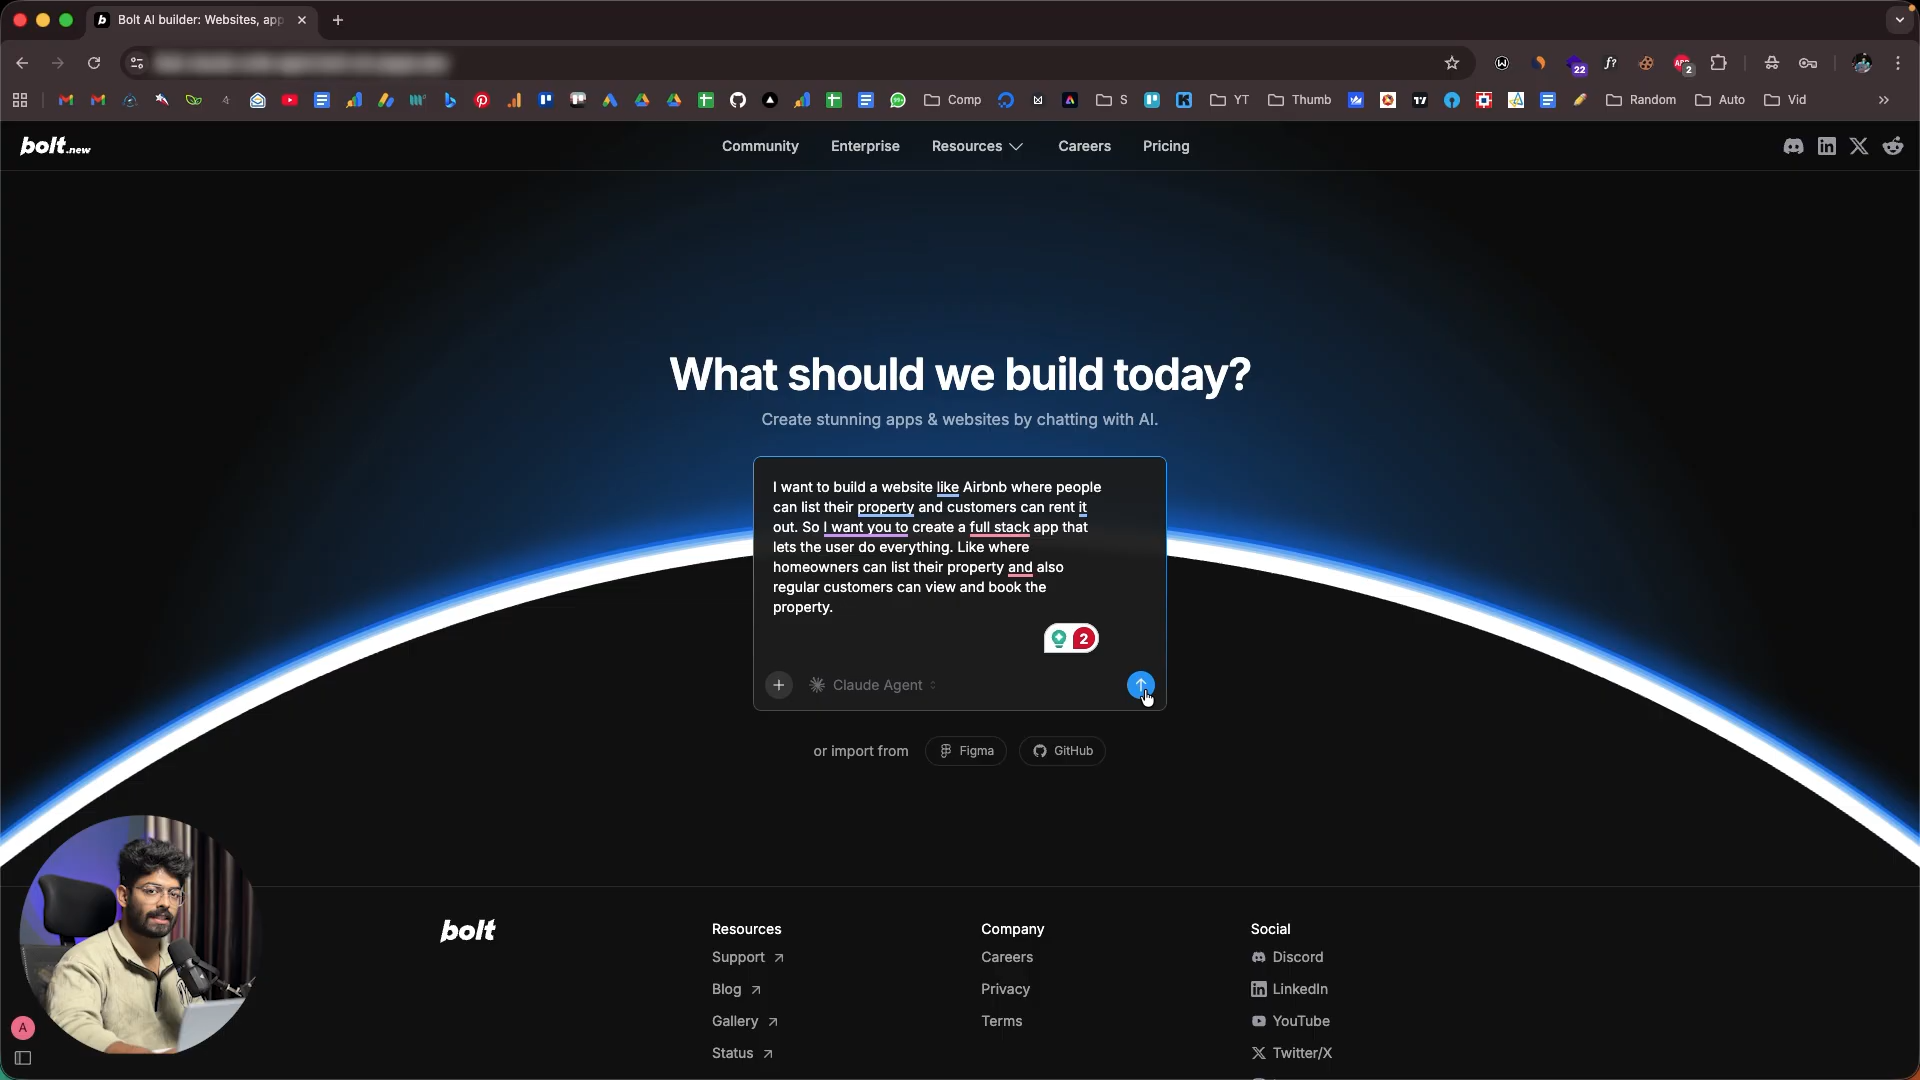 Bolt AI builder: Websites, app
22
f?
ABP
2
Comp
S
YT
Thumb
Random
Auto
Vid
bolt.new
Community
Enterprise
Resources
Careers
Pricing
What should we build today?
Create stunning apps & websites by chatting with AI.
I want to build a website like Airbnb where people
can list their property and customers can rent it
out. So I want you to create a full stack app that
lets the user do everything. Like where
homeowners can list their property and also
regular customers can view and book the
property.
2
Claude Agent
or import from
Figma
GitHub
bolt
Resources
Support
Blog
Gallery
Status
Company
Careers
Privacy
Terms
Social
Discord
LinkedIn
YouTube
Twitter/X
A